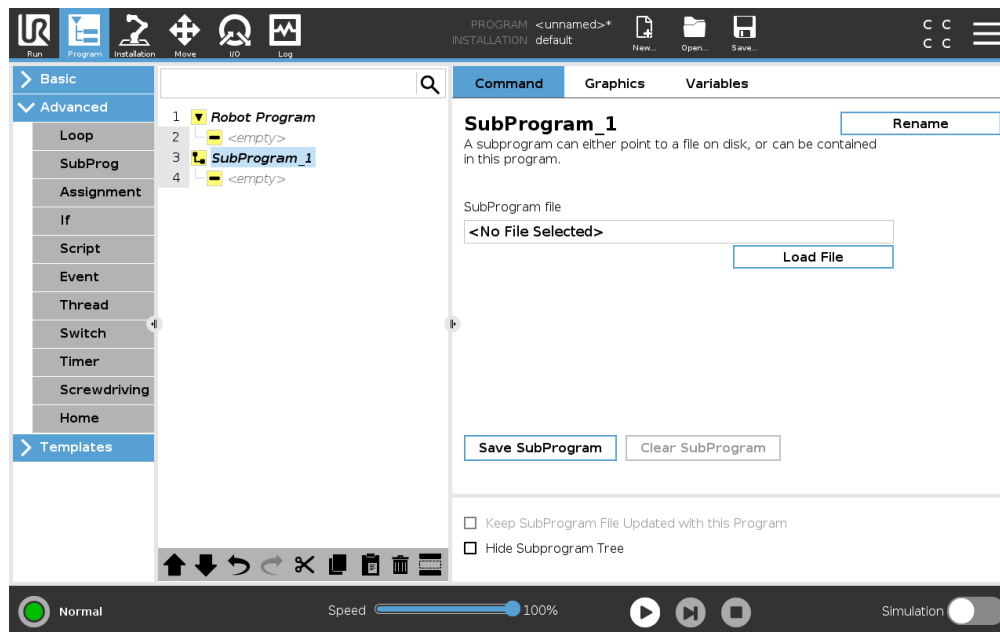 UR
PROGRAM <unnamed>*
INSTALLATION default
C C
C C
Run Program Installation Move I/O Log New... Open... Save...
Basic
Advanced
Loop
SubProg
Assignment
If
Script
Event
Thread
Switch
Timer
Screwdriving
Home
Templates
1 Robot Program
2 <empty>
3 SubProgram_1
4 <empty>
Command Graphics Variables
SubProgram_1
Rename
A subprogram can either point to a file on disk, or can be contained
in this program.
SubProgram file
<No File Selected>
Load File
Save SubProgram Clear SubProgram
Keep SubProgram File Updated with this Program
Hide Subprogram Tree
Normal Speed 100% Simulation